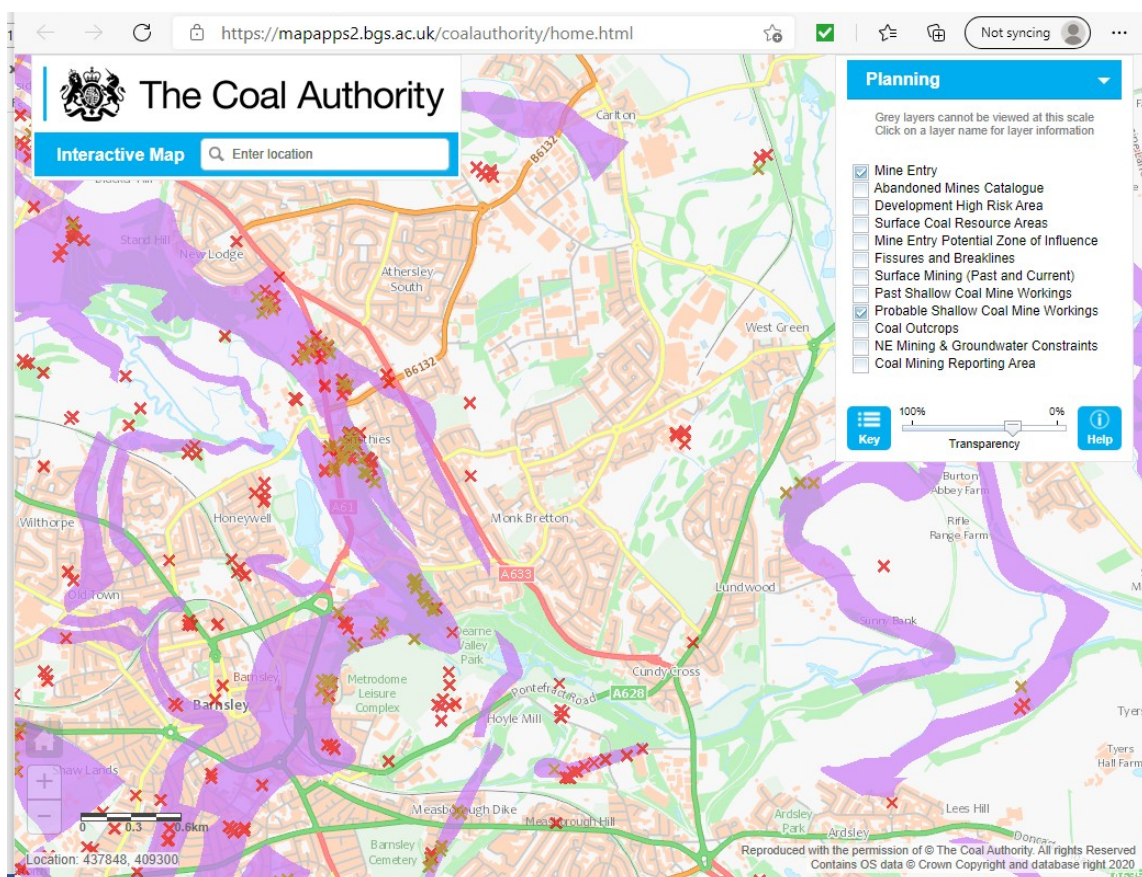 https://mapapps2.bgs.ac.uk/coalauthority/home.html
Not syncing
The Coal Authority
Interactive Map
Enter location
Planning
Grey layers cannot be viewed at this scale
Click on a layer name for layer information
Mine Entry
Abandoned Mines Catalogue
Development High Risk Area
Surface Coal Resource Areas
Mine Entry Potential Zone of Influence
Fissures and Breaklines
Surface Mining (Past and Current)
Past Shallow Coal Mine Workings
Probable Shallow Coal Mine Workings
Coal Outcrops
NE Mining & Groundwater Constraints
Coal Mining Reporting Area
100%
0%
Transparency
Key
Help
Carlton
B6132
Staid Hill
New Lodge
Athersley
South
West Green
B6132
Smithies
A61
Honeywell
Wilthorpe
Monk Bretton
Burton
Abbey Farm
Rifle
Range Farm
A633
Lundwood
Old Town
Sunny Bank
Dearne
Valley
Park
Cundy Cross
Barnsley
Barnsley
Metrodome
Leisure
Complex
Pontefract Road
A628
Hoyle Mill
Tyers
Hall Farm
Shaw Lands
Measborough Dike
Measborough Hill
Ardsley
Park
Ardsley
Lees Hill
Barnsley
Cemetery
0
0.3
0.6km
Location: 437848, 409300
Reproduced with the permission of © The Coal Authority. All rights Reserved
Contains OS data © Crown Copyright and database right 2020